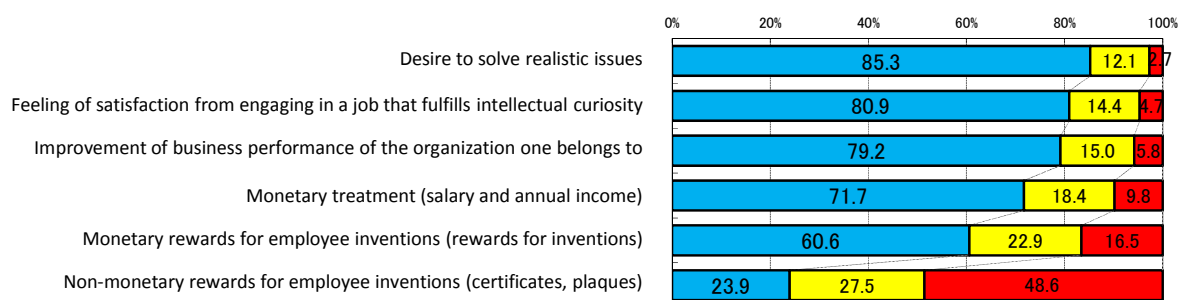 0% 20% 40% 60% 80% 100%
Desire to solve realistic issues 85.3 12.1 2.7
Feeling of satisfaction from engaging in a job that fulfills intellectual curiosity 80.9 14.4 4.7
Improvement of business performance of the organization one belongs to 79.2 15.0 5.8
Monetary treatment (salary and annual income) 71.7 18.4 9.8
Monetary rewards for employee inventions (rewards for inventions) 60.6 22.9 16.5
Non-monetary rewards for employee inventions (certificates, plaques) 23.9 27.5 48.6